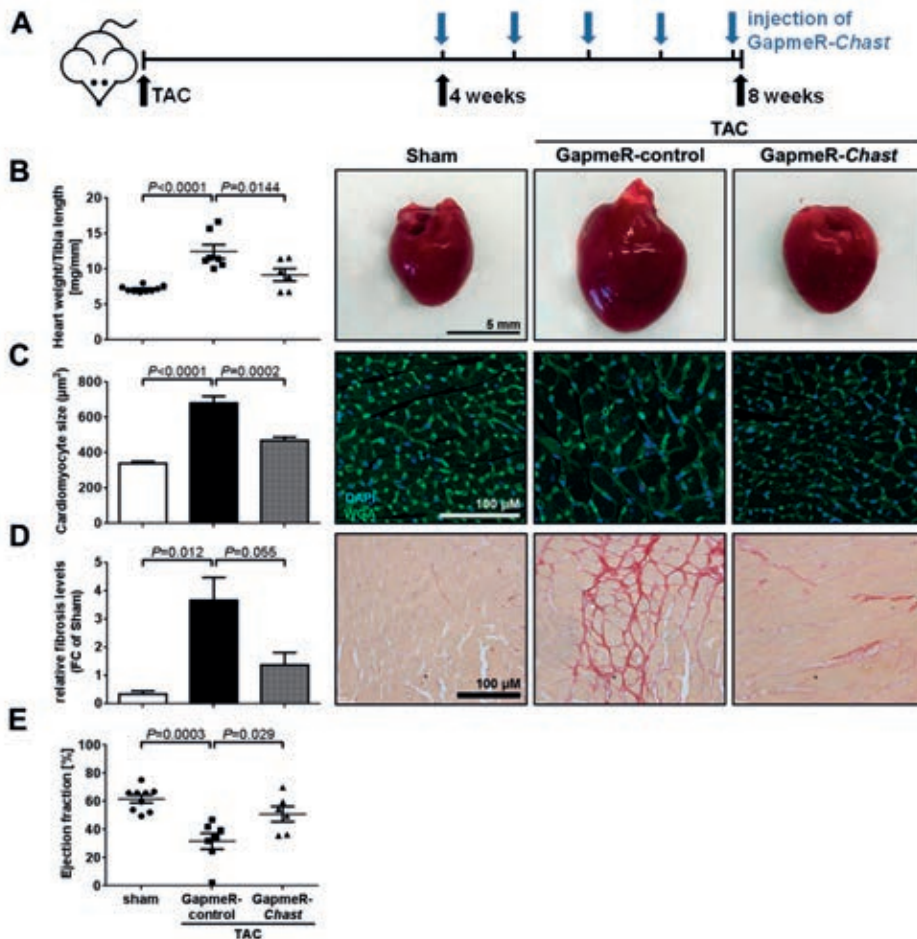 A
injection of
GapmeR-Chast
TAC
4 weeks
8 weeks
TAC
Sham
GapmeR-control
GapmeR-Chast
B
P<0.0001
P=0.0144
Heart weight/Tibia length
[mg/mm]
20
15
10
5
0
5 mm
C
P<0.0001
P=0.0002
Cardiomyocyte size (µm²)
800
600
400
200
0
DAPI
WGA
100 µM
D
P=0.012
P=0.055
relative fibrosis levels
(FC of Sham)
5
4
3
2
1
0
100 µM
E
P=0.0003
P=0.029
Ejection fraction [%]
100
80
60
40
20
0
sham
GapmeR-
control
GapmeR-
Chast
TAC